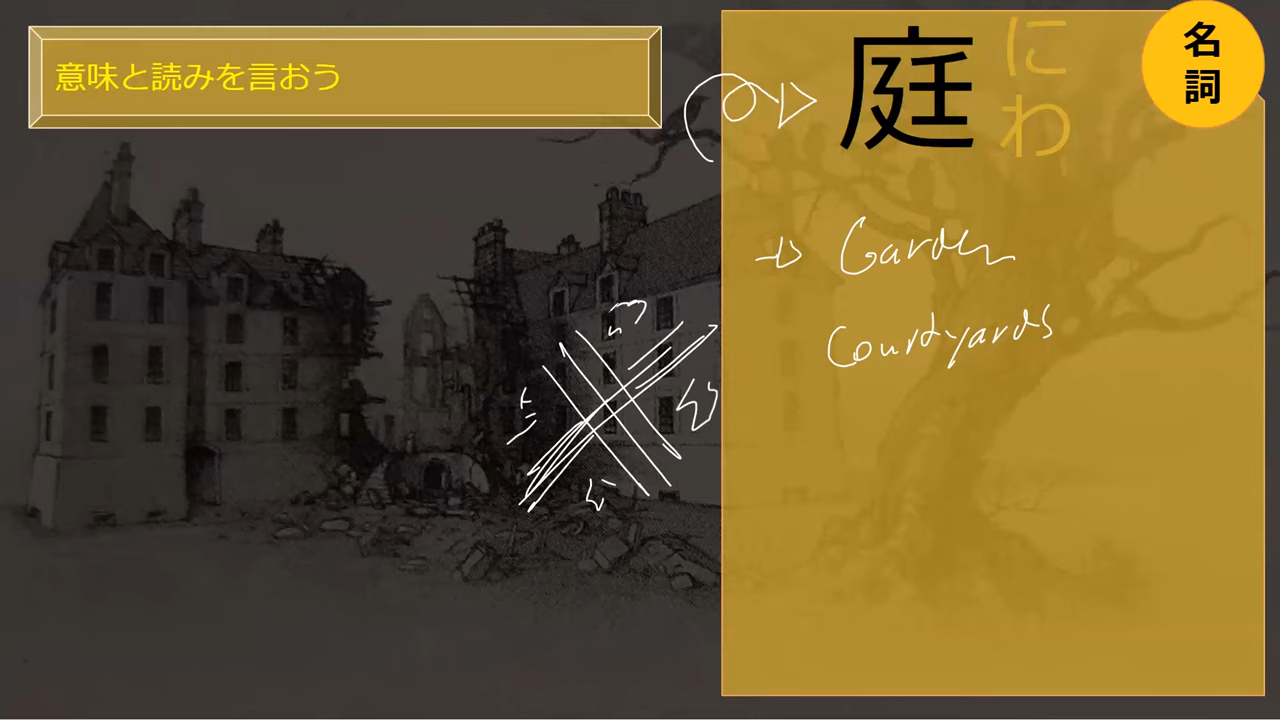 意味と読みを言おう
庭
にわ
名詞
Garden
Courtyards